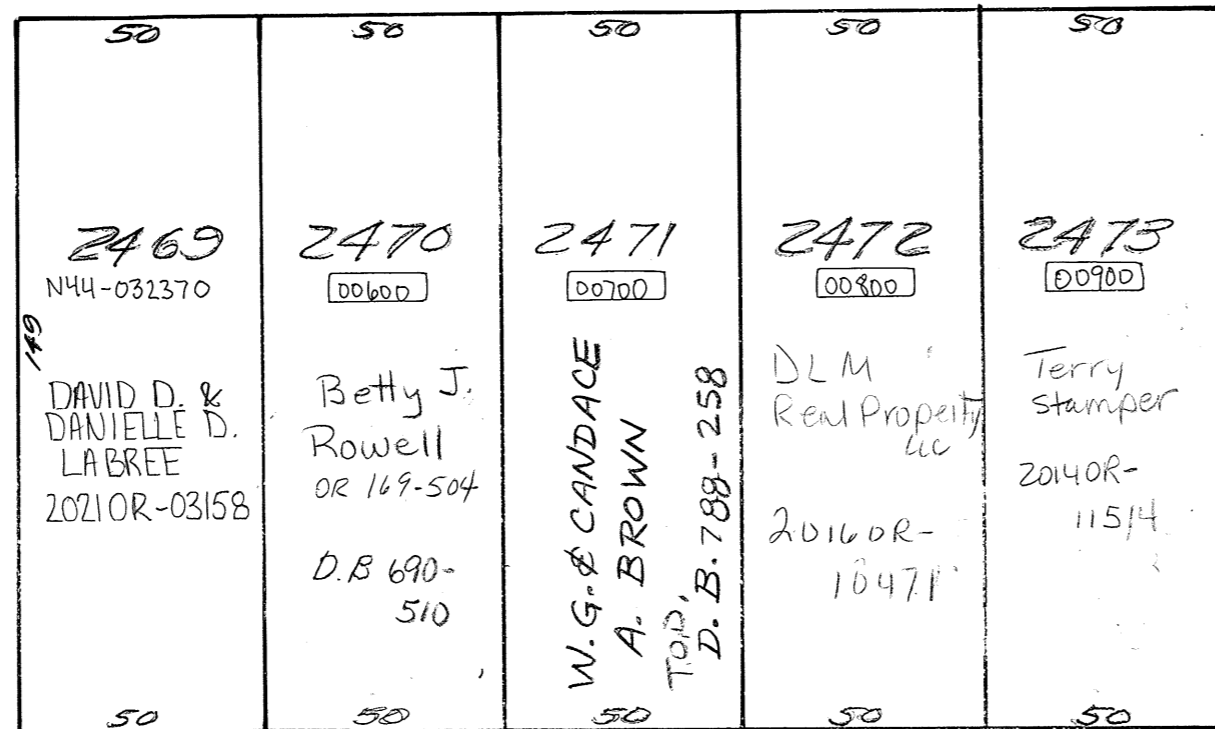 50
50
50
50
50
2469
N44-032370
149
DAVID D. &
DANIELLE D.
LABREE
2021OR-03158
50
2470
00600
Betty J.
Rowell
OR 169-504
D.B 690-
510
50
2471
00700
W.G. & CANDACE
A. BROWN
T.O.D.
D.B. 788-258
50
2472
00800
DLM
Real Property
LLC
2016OR-
10471
50
2473
00900
Terry
Stamper
2014OR-
11514
50